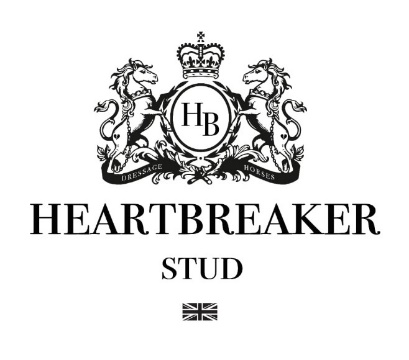 HB
DRESSAGE HORSES
HEARTBREAKER
STUD